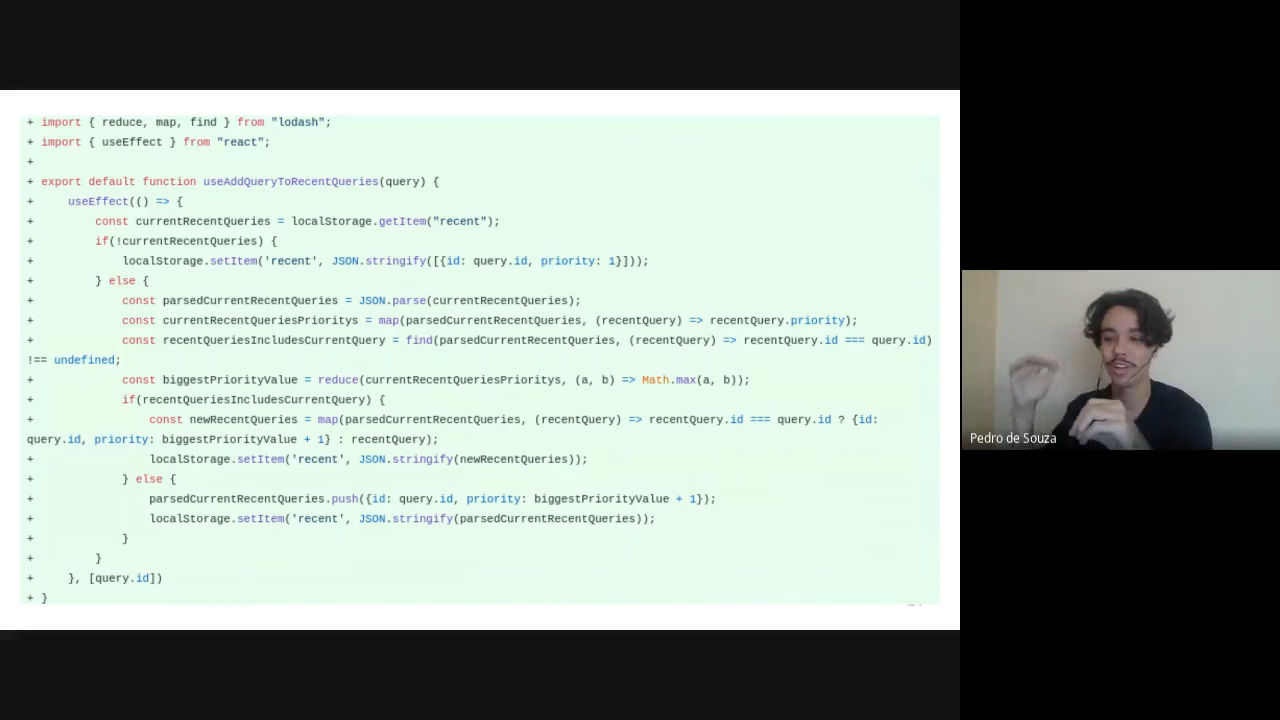 + import { reduce, map, find } from "lodash";
+ import { useEffect } from "react";
+
+ export default function useAddQueryToRecentQueries(query) {
+     useEffect(() => {
+         const currentRecentQueries = localStorage.getItem("recent");
+         if(!currentRecentQueries) {
+             localStorage.setItem('recent', JSON.stringify([{id: query.id, priority: 1}]));
+         } else {
+             const parsedCurrentRecentQueries = JSON.parse(currentRecentQueries);
+             const currentRecentQueriesPrioritys = map(parsedCurrentRecentQueries, (recentQuery) => recentQuery.priority);
+             const recentQueriesIncludesCurrentQuery = find(parsedCurrentRecentQueries, (recentQuery) => recentQuery.id === query.id)
!== undefined;
+             const biggestPriorityValue = reduce(currentRecentQueriesPrioritys, (a, b) => Math.max(a, b));
+             if(recentQueriesIncludesCurrentQuery) {
+                 const newRecentQueries = map(parsedCurrentRecentQueries, (recentQuery) => recentQuery.id === query.id ? {id:
query.id, priority: biggestPriorityValue + 1} : recentQuery);
+                 localStorage.setItem('recent', JSON.stringify(newRecentQueries));
+             } else {
+                 parsedCurrentRecentQueries.push({id: query.id, priority: biggestPriorityValue + 1});
+                 localStorage.setItem('recent', JSON.stringify(parsedCurrentRecentQueries));
+             }
+         }
+     }, [query.id])
+ }
Pedro de Souza